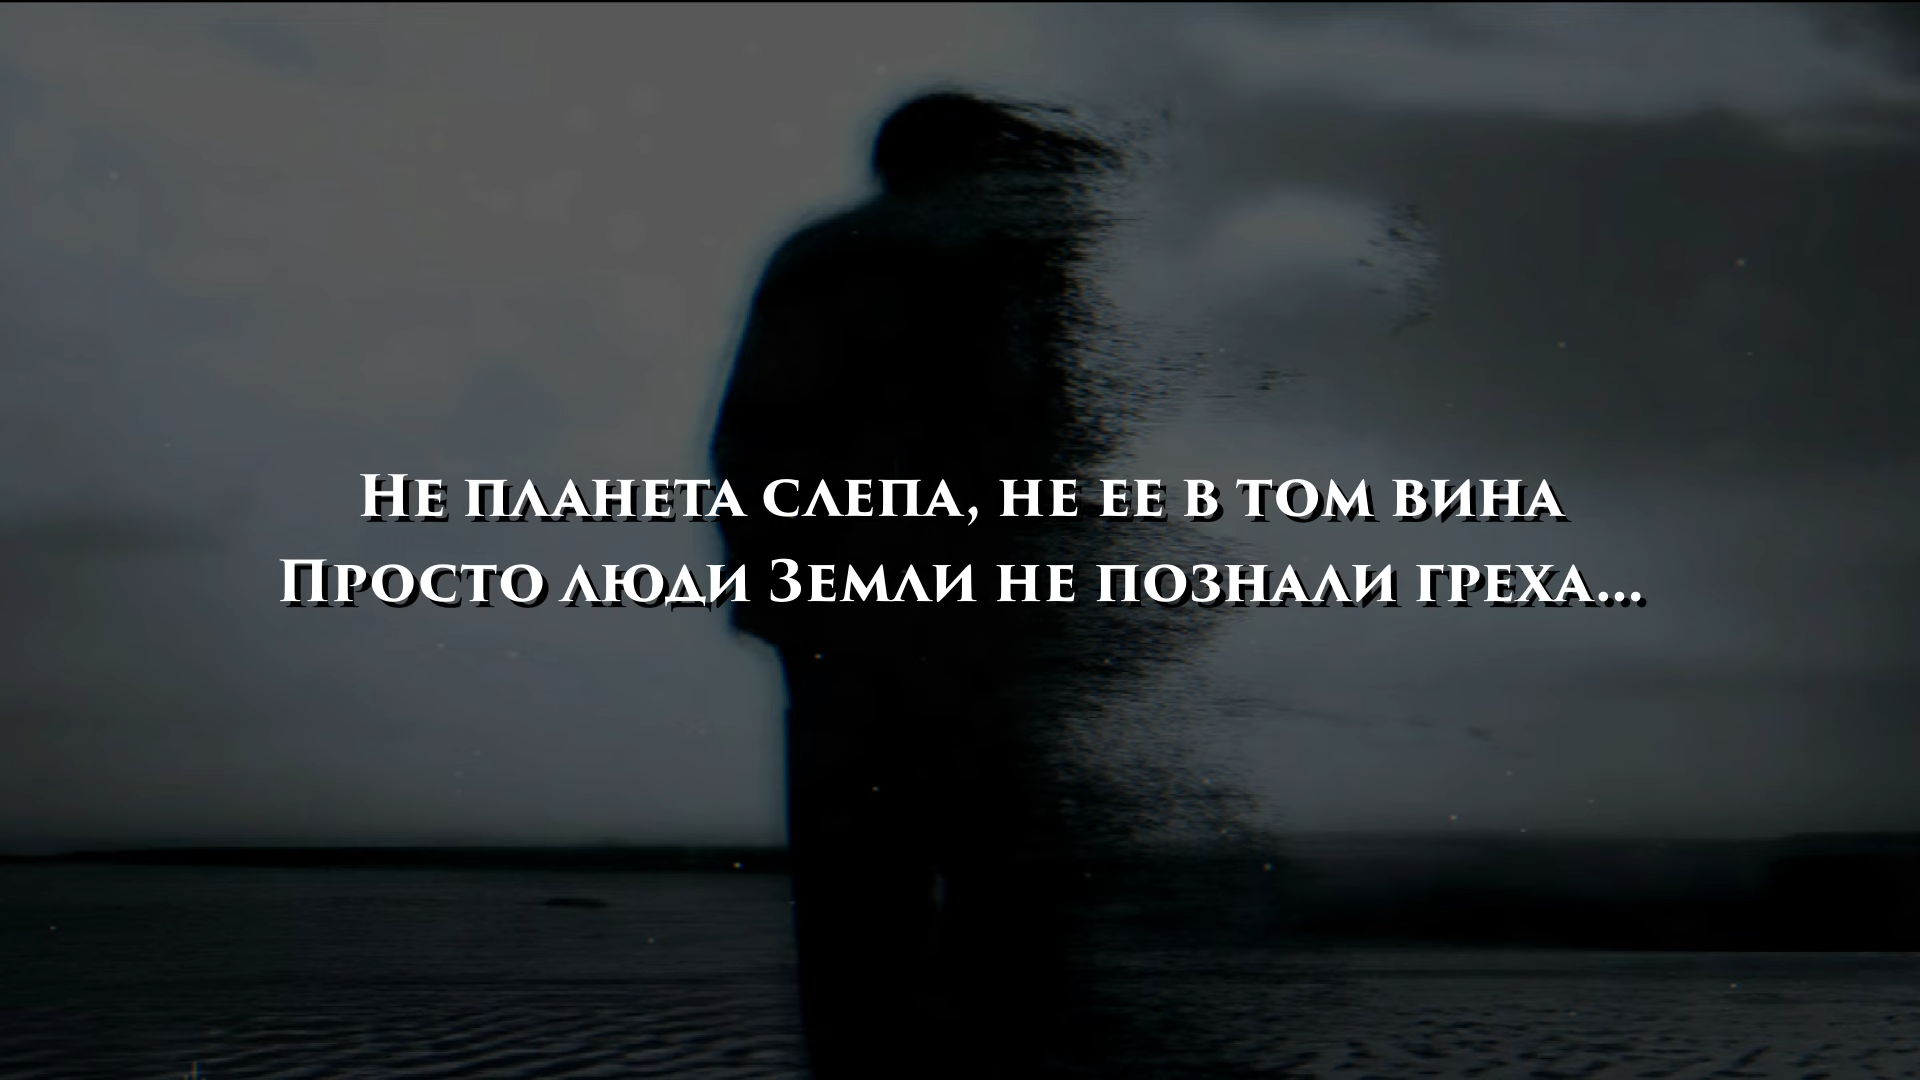 Не планета слепа, не ее в том вина
Просто люди Земли не познали греха...